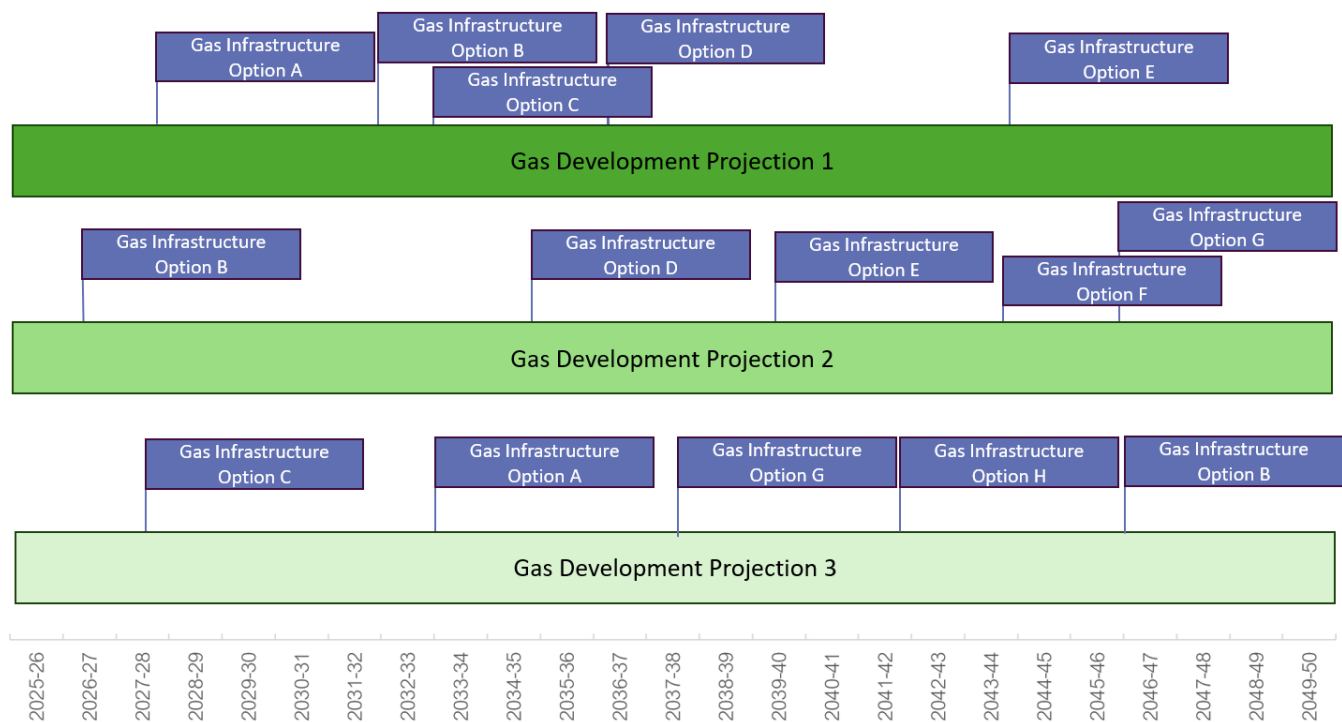 Gas Infrastructure
Option A
Gas Infrastructure
Option B
Gas Infrastructure
Option C
Gas Infrastructure
Option D
Gas Infrastructure
Option E
Gas Development Projection 1
Gas Infrastructure
Option B
Gas Infrastructure
Option D
Gas Infrastructure
Option E
Gas Infrastructure
Option F
Gas Infrastructure
Option G
Gas Development Projection 2
Gas Infrastructure
Option C
Gas Infrastructure
Option A
Gas Infrastructure
Option G
Gas Infrastructure
Option H
Gas Infrastructure
Option B
Gas Development Projection 3
2025-26
2026-27
2027-28
2028-29
2029-30
2030-31
2031-32
2032-33
2033-34
2034-35
2035-36
2036-37
2037-38
2038-39
2039-40
2040-41
2041-42
2042-43
2043-44
2044-45
2045-46
2046-47
2047-48
2048-49
2049-50